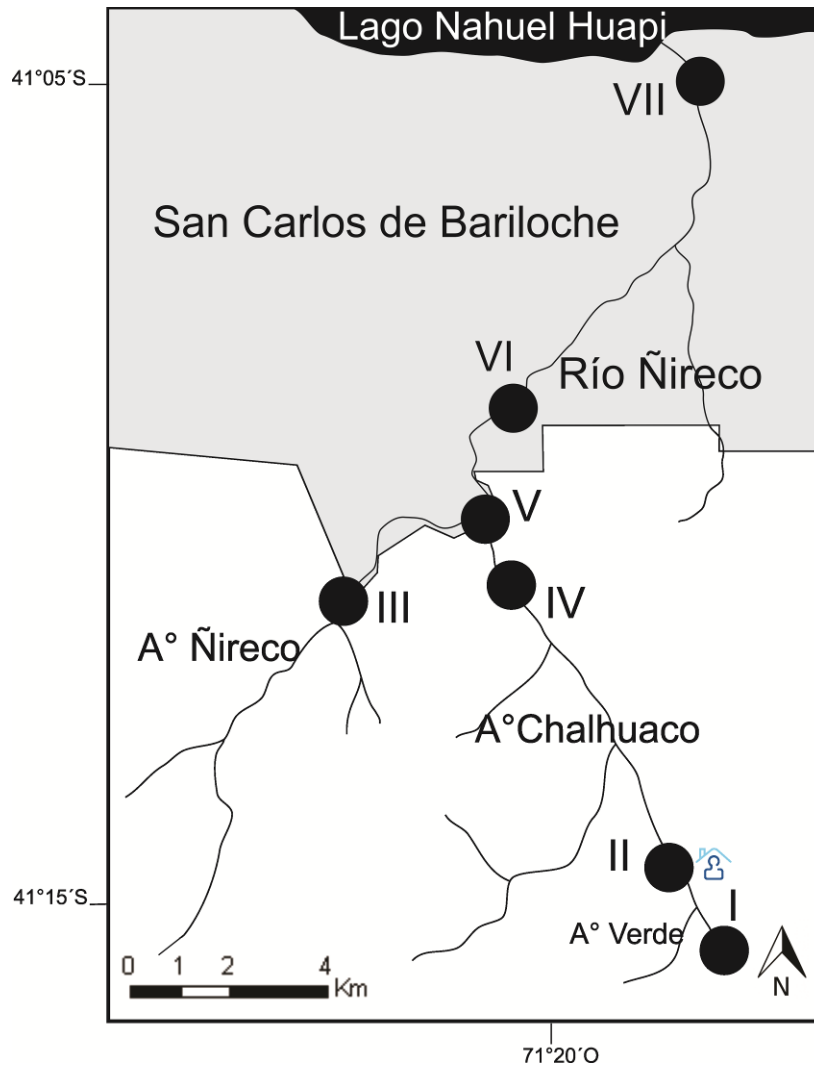 Lago Nahuel Huapi
41°05´S
VII
San Carlos de Bariloche
VI
Río Ñireco
V
IV
III
A° Ñireco
A°Chalhuaco
II
41°15´S
I
A° Verde
0 1 2 4
Km
N
71°20´O